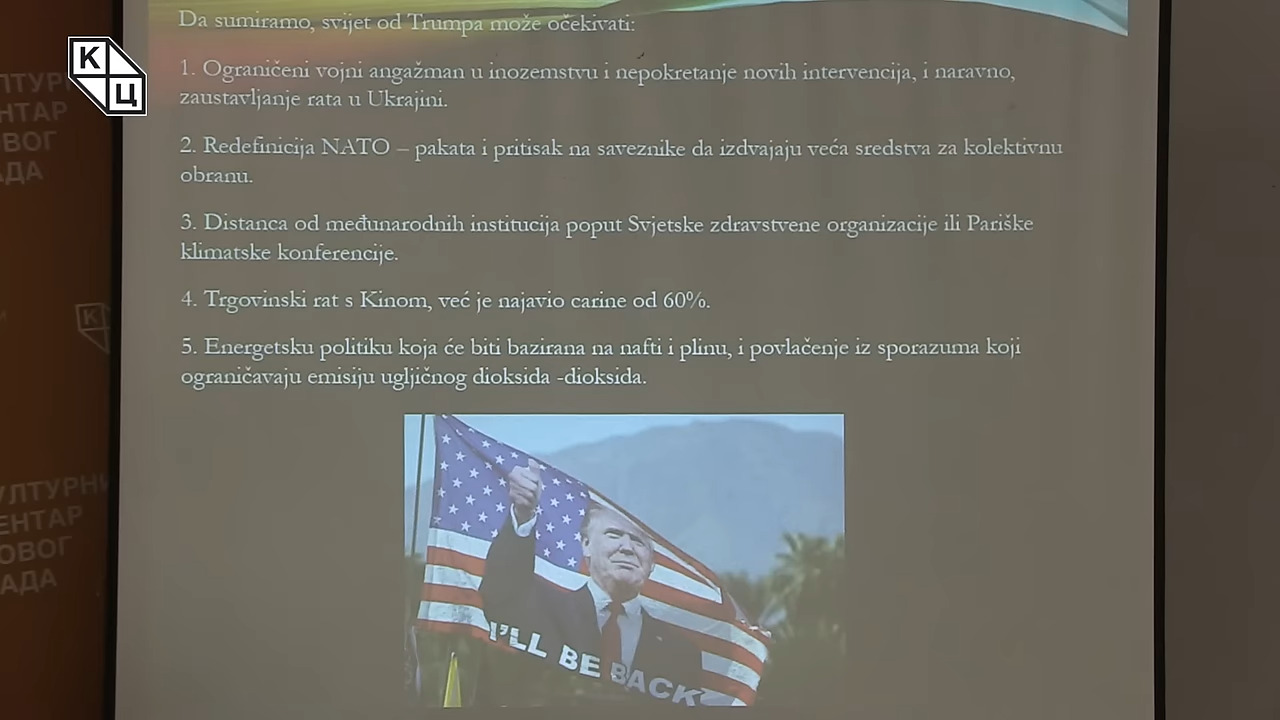 Da sumiramo, svijet od Trumpa može očekivati:
1. Ograničeni vojni angažman u inozemstvu i nepokretanje novih intervencija, i naravno,
zaustavljanje rata u Ukrajini.
2. Redefinicija NATO – pakata i pritisak na saveznike da izdvajaju veća sredstva za kolektivnu
obranu.
3. Distanca od međunarodnih institucija poput Svjetske zdravstvene organizacije ili Pariške
klimatske konferencije.
4. Trgovinski rat s Kinom, već je najavio carine od 60%.
5. Energetsku politiku koja će biti bazirana na nafti i plinu, i povlačenje iz sporazuma koji
ograničavaju emisiju ugljičnog dioksida -dioksida.
I'LL BE BACK
К
Ц
К